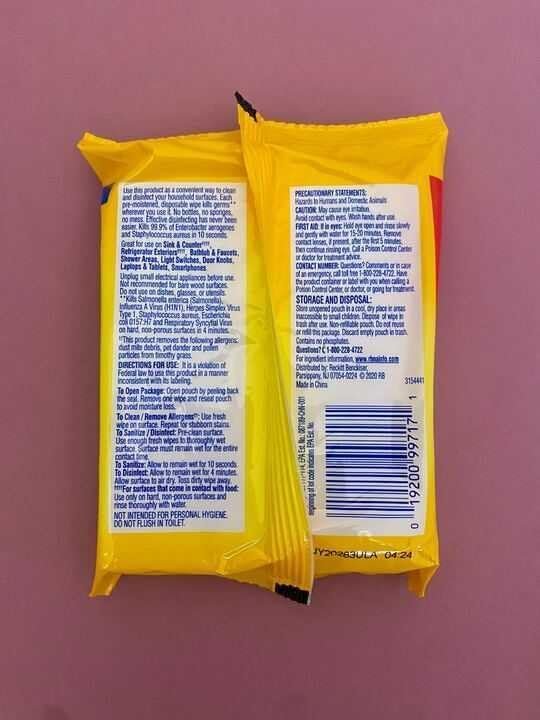 Use this product as a convenient way to clean
and disinfect your household surfaces. Each
pre-moistened, disposable wipe kills germs**
wherever you use it. No bottles, no sponges,
no mess. Effective disinfecting has never been
easier. Kills 99.9% of Enterobacter aerogenes
and Staphylococcus aureus in 10 seconds.
Great for use on Sink & Counter††††,
Refrigerator Exteriors††††, Bathtub & Faucets,
Shower Areas, Light Switches, Door Knobs,
Laptops & Tablets, Smartphones.
Unplug small electrical appliances before use.
Not recommended for bare wood surfaces.
Do not use on dishes, glasses, or utensils.
**Kills Salmonella enterica (Salmonella),
Influenza A Virus (H1N1), Herpes Simplex Virus
Type 1, Staphylococcus aureus, Escherichia
coli O157:H7 and Respiratory Syncytial Virus
on hard, non-porous surfaces in 4 minutes.
††This product removes the following allergens:
dust mite debris, pet dander and pollen
particles from timothy grass.
DIRECTIONS FOR USE: It is a violation of
Federal law to use this product in a manner
inconsistent with its labeling.
To Open Package: Open pouch by peeling back
the seal. Remove one wipe and reseal pouch
to avoid moisture loss.
To Clean / Remove Allergens††: Use fresh
wipe on surface. Repeat for stubborn stains.
To Sanitize / Disinfect: Pre-clean surface.
Use enough fresh wipes to thoroughly wet
surface. Surface must remain wet for the entire
contact time.
To Sanitize: Allow to remain wet for 10 seconds.
To Disinfect: Allow to remain wet for 4 minutes.
Allow surface to air dry. Toss dirty wipe away.
††††For surfaces that come in contact with food:
Use only on hard, non-porous surfaces and
rinse thoroughly with water.
NOT INTENDED FOR PERSONAL HYGIENE.
DO NOT FLUSH IN TOILET.
PRECAUTIONARY STATEMENTS:
Hazards to Humans and Domestic Animals
CAUTION: May cause eye irritation.
Avoid contact with eyes. Wash hands after use.
FIRST AID: If in eyes: Hold eye open and rinse slowly
and gently with water for 15-20 minutes. Remove
contact lenses, if present, after the first 5 minutes,
then continue rinsing eye. Call a Poison Control Center
or doctor for treatment advice.
CONTACT NUMBER: Questions? Comments or in case
of an emergency, call toll free 1-800-228-4722. Have
the product container or label with you when calling a
Poison Control Center, or doctor, or going for treatment.
STORAGE AND DISPOSAL:
Store unopened pouch in a cool, dry place in areas
inaccessible to small children. Dispose of wipe in
trash after use. Non-refillable pouch. Do not reuse
or refill this package. Discard empty pouch in trash.
Contains no phosphates.
Questions? 1-800-228-4722
For ingredient information, www.rbnainfo.com
Distributed by: Reckitt Benckiser,
Parsippany, NJ 07054-0224 © 2020 RB
Made in China 3154441
EPA Est. No. 087189-CHN-001
beginning of lot code indicates EPA Est. No.
0 19200 99717 1
04:24